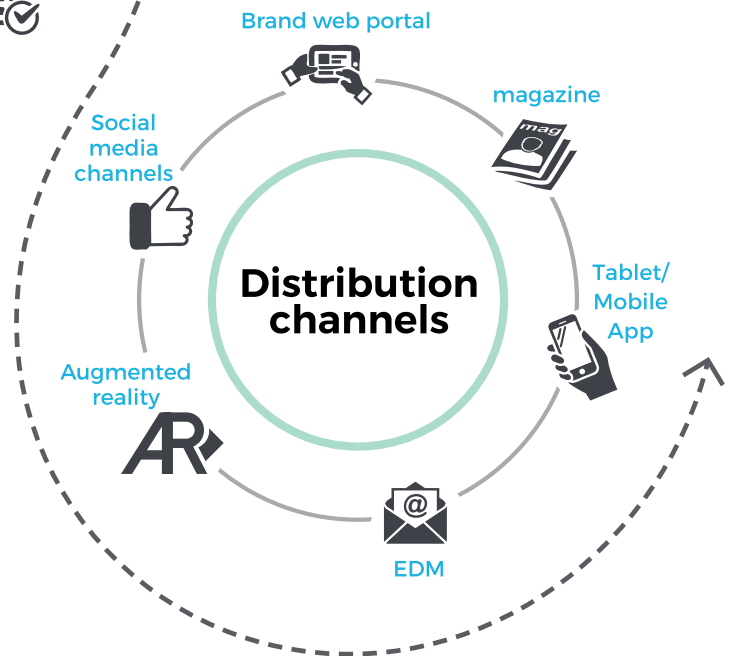 Brand web portal
magazine
mag
Social
media
channels
Distribution
channels
Tablet/
Mobile
App
Augmented
reality
AR
@
EDM